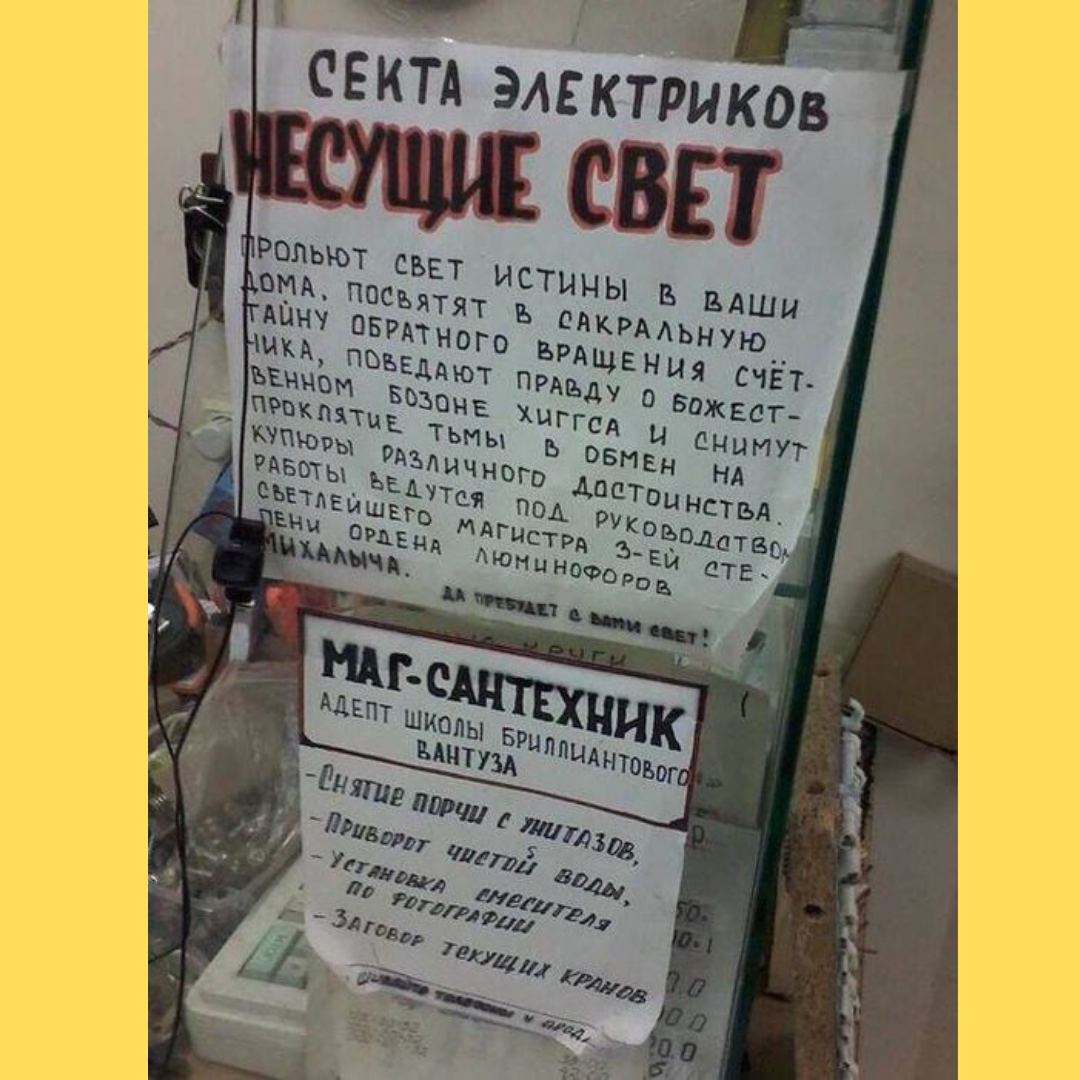 СЕКТА ЭЛЕКТРИКОВ
НЕСУЩИЕ СВЕТ
ПРОЛЬЮТ СВЕТ ИСТИНЫ В ВАШИ
ДОМА, ПОСВЯТЯТ В САКРАЛЬНУЮ
ТАЙНУ ОБРАТНОГО ВРАЩЕНИЯ СЧЁТ-
ЧИКА, ПОВЕДАЮТ ПРАВДУ О БОЖЕСТ-
ВЕННОМ БОЗОНЕ ХИГГСА И СНИМУТ
ПРОКЛЯТИЕ ТЬМЫ В ОБМЕН НА
КУПЮРЫ РАЗЛИЧНОГО ДОСТОИНСТВА.
РАБОТЫ ВЕДУТСЯ ПОД РУКОВОДСТВОМ
СВЕТЛЕЙШЕГО МАГИСТРА 3-ЕЙ СТЕ-
ПЕНИ ОРДЕНА ЛЮМИНОФОРОВ
МИХАЛЫЧА.
ДА ПРЕБУДЕТ С ВАМИ СВЕТ!
КРУГИ
МАГ-САНТЕХНИК
АДЕПТ ШКОЛЫ БРИЛЛИАНТОВОГО
ВАНТУЗА
-СНЯТИЕ ПОРЧИ С УНИТАЗОВ,
-ПРИВОРОТ ЧИСТОЙ ВОДЫ,
-УСТАНОВКА СМЕСИТЕЛЯ
ПО ФОТОГРАФИИ
-ЗАГОВОР ТЕКУЩИХ КРАНОВ